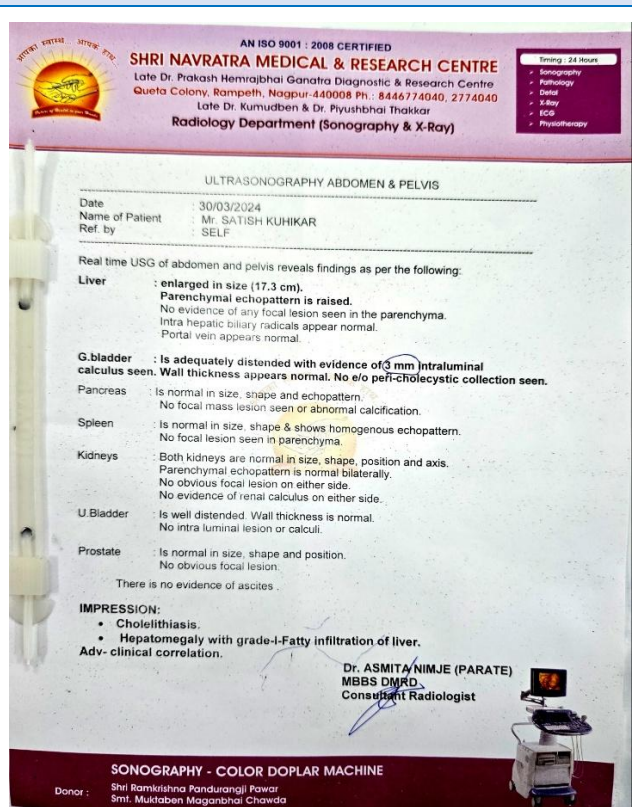 आपका स्वास्थ्य आपके हाथ
AN ISO 9001 : 2008 CERTIFIED
SHRI NAVRATRA MEDICAL & RESEARCH CENTRE
Late Dr. Prakash Hemrajbhai Ganatra Diagnostic & Research Centre
Queta Colony, Rampeth, Nagpur-440008 Ph.: 8446774040, 2774040
Late Dr. Kumudben & Dr. Piyushbhai Thakkar
Radiology Department (Sonography & X-Ray)
Timing : 24 Hours
Sonography
Pathology
Detal
X-Ray
ECG
Physiotherapy
ULTRASONOGRAPHY ABDOMEN & PELVIS
Date : 30/03/2024
Name of Patient : Mr. SATISH KUHIKAR
Ref. by : SELF
Real time USG of abdomen and pelvis reveals findings as per the following:
Liver : enlarged in size (17.3 cm).
Parenchymal echopattern is raised.
No evidence of any focal lesion seen in the parenchyma.
Intra hepatic biliary radicals appear normal.
Portal vein appears normal.
G.bladder : Is adequately distended with evidence of 3 mm intraluminal
calculus seen. Wall thickness appears normal. No e/o peri-cholecystic collection seen.
Pancreas : Is normal in size, shape and echopattern.
No focal mass lesion seen or abnormal calcification.
Spleen : Is normal in size, shape & shows homogenous echopattern.
No focal lesion seen in parenchyma.
Kidneys : Both kidneys are normal in size, shape, position and axis.
Parenchymal echopattern is normal bilaterally.
No obvious focal lesion on either side.
No evidence of renal calculus on either side.
U.Bladder : Is well distended. Wall thickness is normal.
No intra luminal lesion or calculi.
Prostate : Is normal in size, shape and position.
No obvious focal lesion.
There is no evidence of ascites .
IMPRESSION:
• Cholelithiasis.
• Hepatomegaly with grade-I-Fatty infiltration of liver.
Adv- clinical correlation.
Dr. ASMITA NIMJE (PARATE)
MBBS DMRD
Consultant Radiologist
SONOGRAPHY - COLOR DOPLAR MACHINE
Donor : Shri Ramkrishna Pandurangji Pawar
Smt. Muktaben Maganbhai Chawda